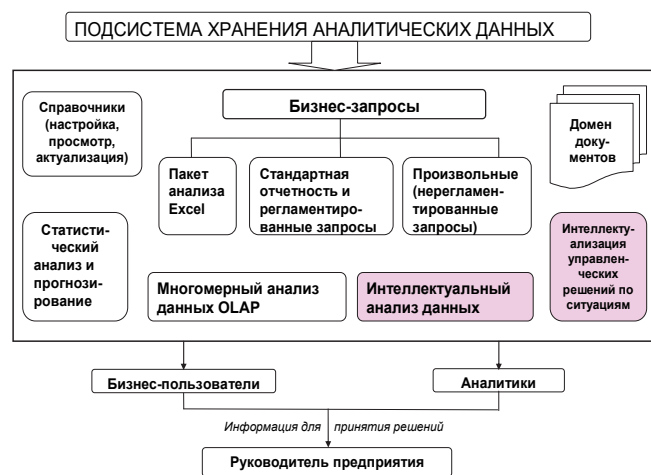 ПОДСИСТЕМА ХРАНЕНИЯ АНАЛИТИЧЕСКИХ ДАННЫХ
Справочники
(настройка,
просмотр,
актуализация)
Бизнес-запросы
Домен
доку-
ментов
Пакет
анализа
Excel
Стандартная
отчетность и
регламентиро-
ванные запросы
Произвольные
(нерегламен-
тированные
запросы)
Статисти-
ческий
анализ и
прогнози-
рование
Многомерный анализ
данных OLAP
Интеллектуальный
анализ данных
Интеллекту-
ализация
управлен-
ческих
решений по
ситуациям
Бизнес-пользователи
Аналитики
Информация для принятия решений
Руководитель предприятия